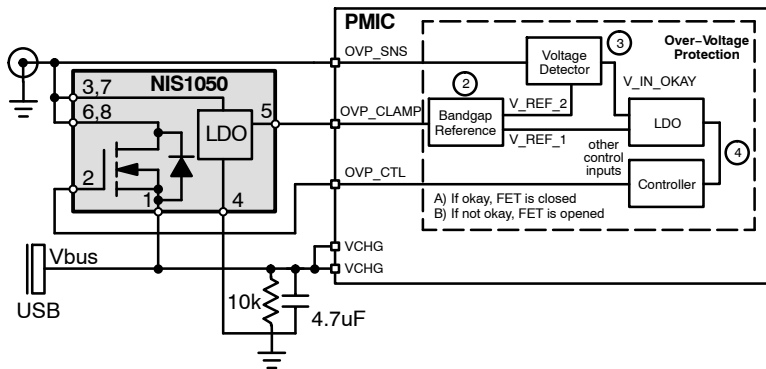 PMIC
OVP_SNS
Voltage
Detector
3
Over-Voltage
Protection
NIS1050
3,7
6,8
LDO
5
OVP_CLAMP
2
Bandgap
Reference
V_REF_2
V_REF_1
V_IN_OKAY
LDO
other
control
inputs
4
2
1
4
OVP_CTL
Controller
A) If okay, FET is closed
B) If not okay, FET is opened
VCHG
VCHG
Vbus
USB
10k
4.7uF